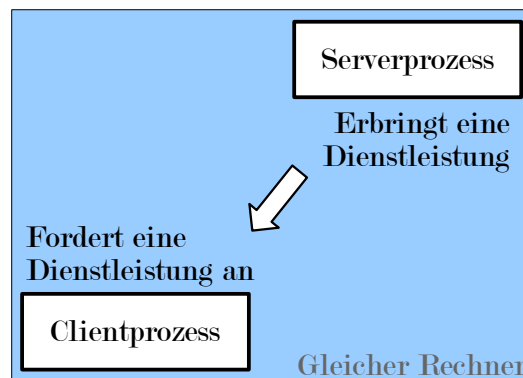 Serverprozess
Erbringt eine
Dienstleistung
Fordert eine
Dienstleistung an
Clientprozess
Gleicher Rechner